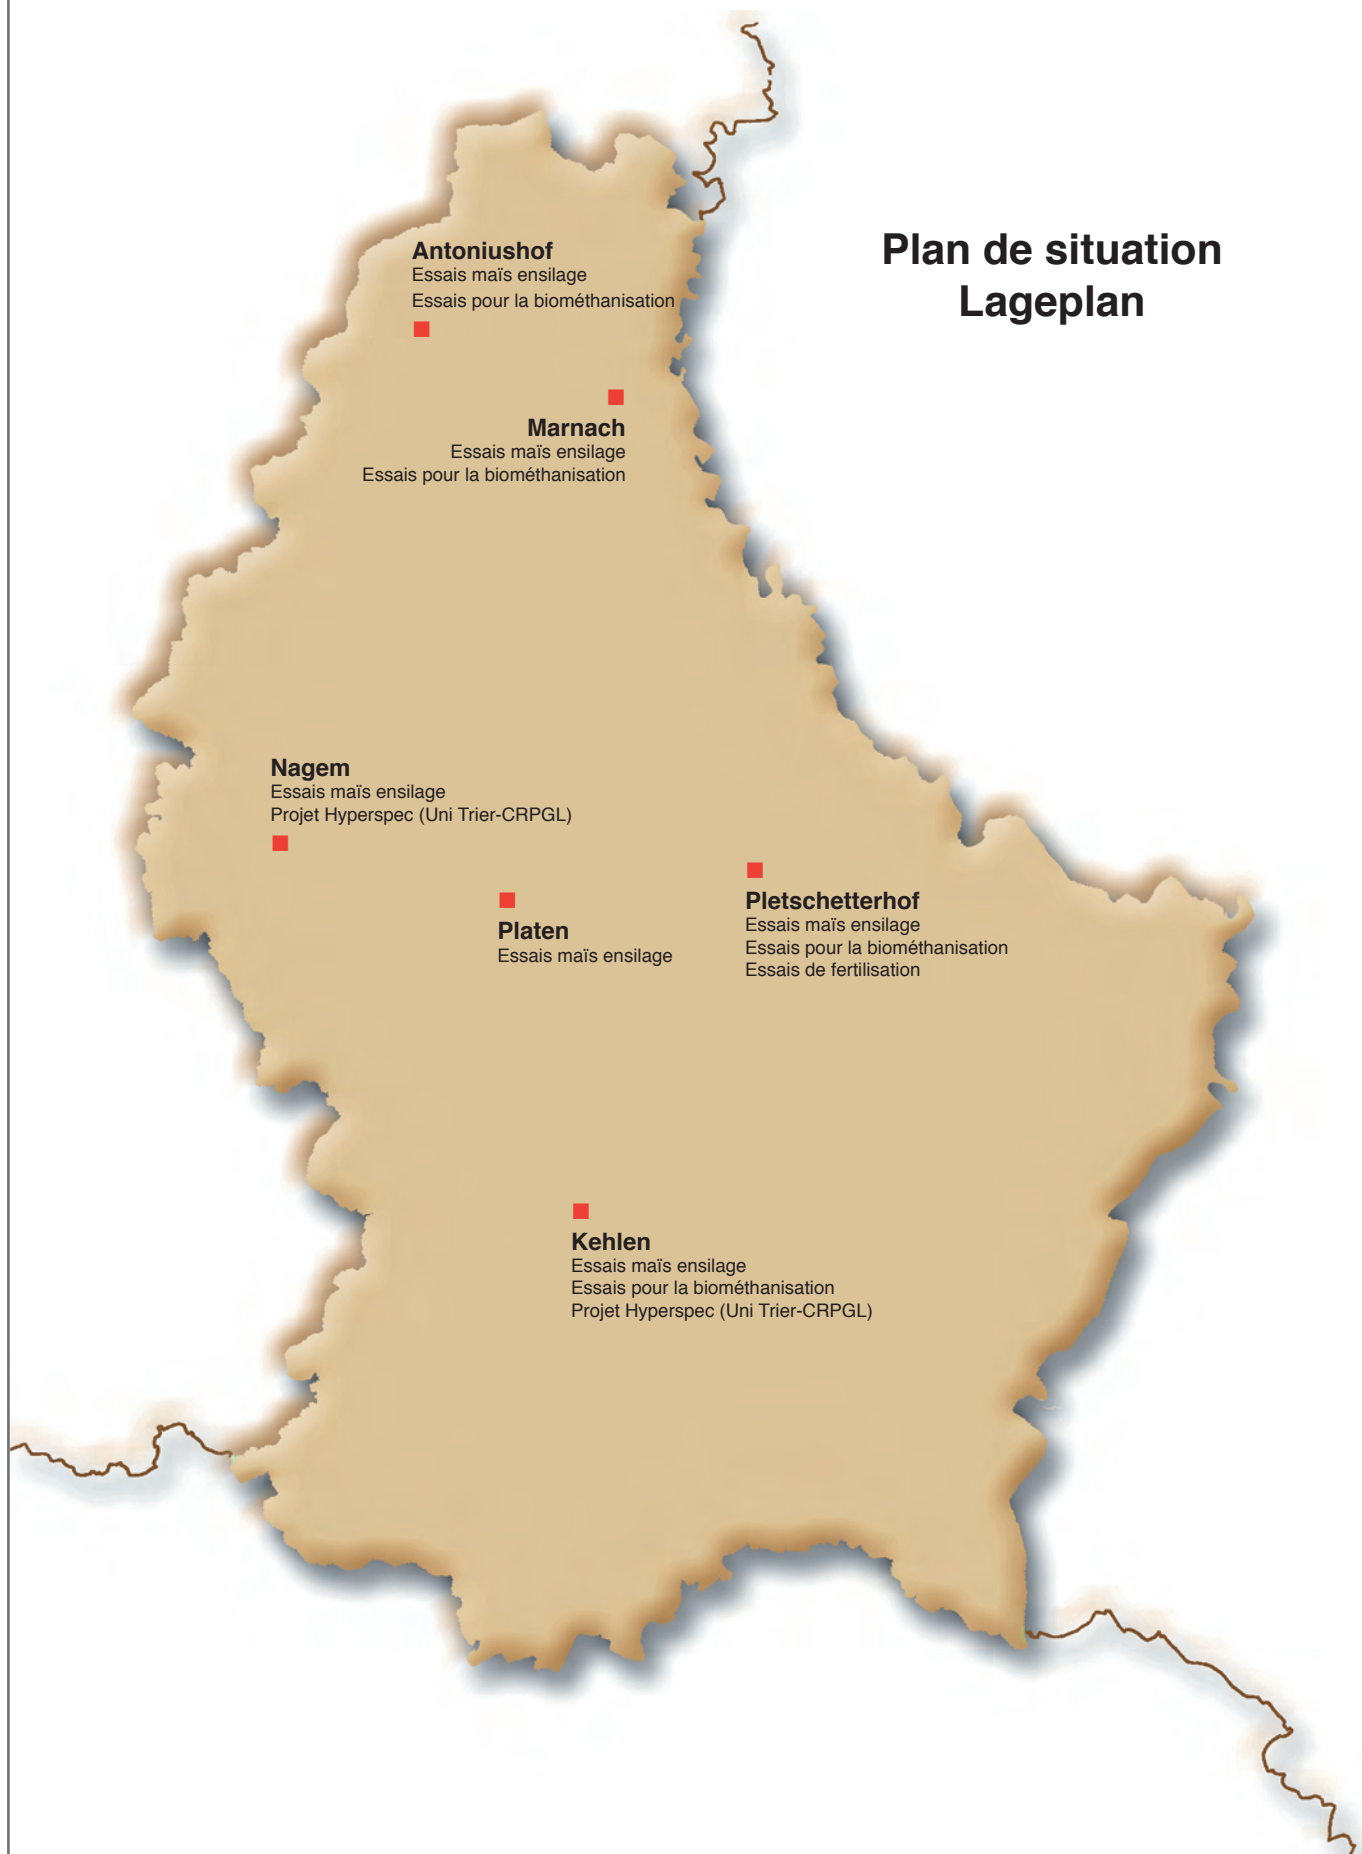 Plan de situation
Lageplan
Antoniushof
Essais maïs ensilage
Essais pour la biométhanisation
Marnach
Essais maïs ensilage
Essais pour la biométhanisation
Nagem
Essais maïs ensilage
Projet Hyperspec (Uni Trier-CRPGL)
Platen
Essais maïs ensilage
Pletschetterhof
Essais maïs ensilage
Essais pour la biométhanisation
Essais de fertilisation
Kehlen
Essais maïs ensilage
Essais pour la biométhanisation
Projet Hyperspec (Uni Trier-CRPGL)